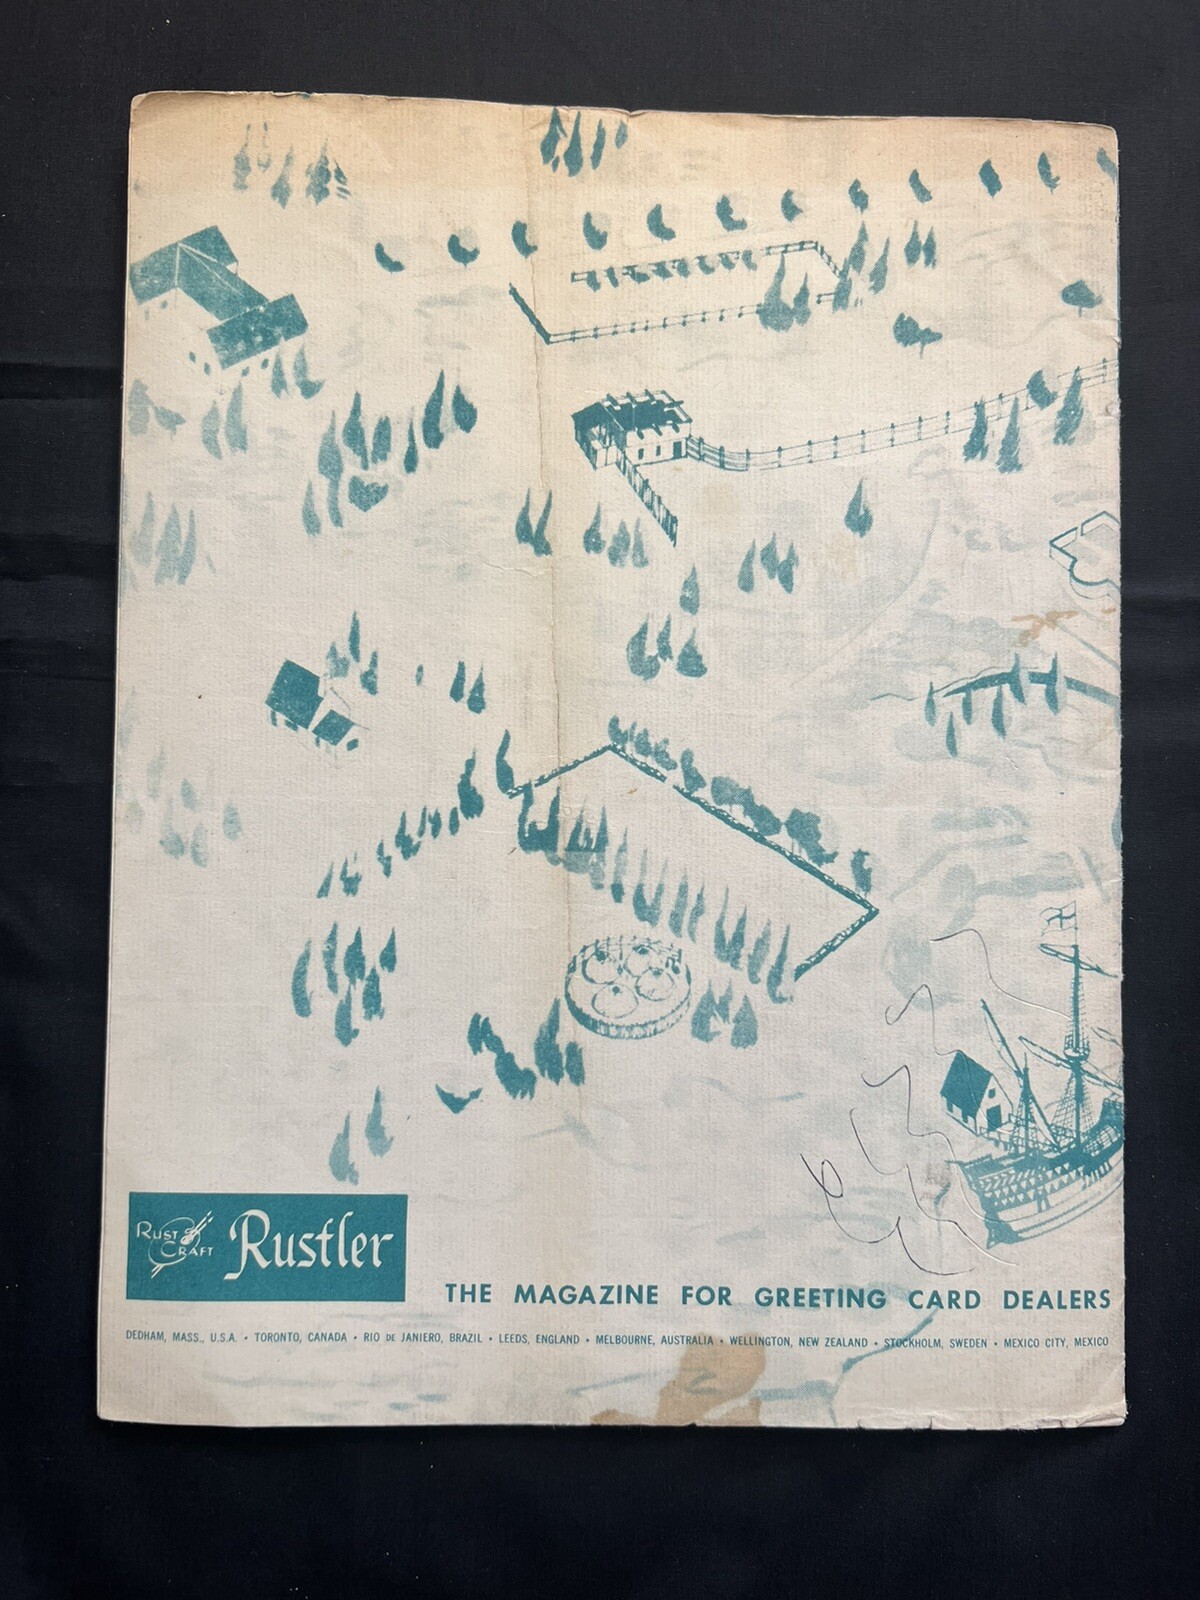 RUST CRAFT Rustler
THE MAGAZINE FOR GREETING CARD DEALERS
DEDHAM, MASS., U.S.A. • TORONTO, CANADA • RIO DE JANIERO, BRAZIL • LEEDS, ENGLAND • MELBOURNE, AUSTRALIA • WELLINGTON, NEW ZEALAND • STOCKHOLM, SWEDEN • MEXICO CITY, MEXICO